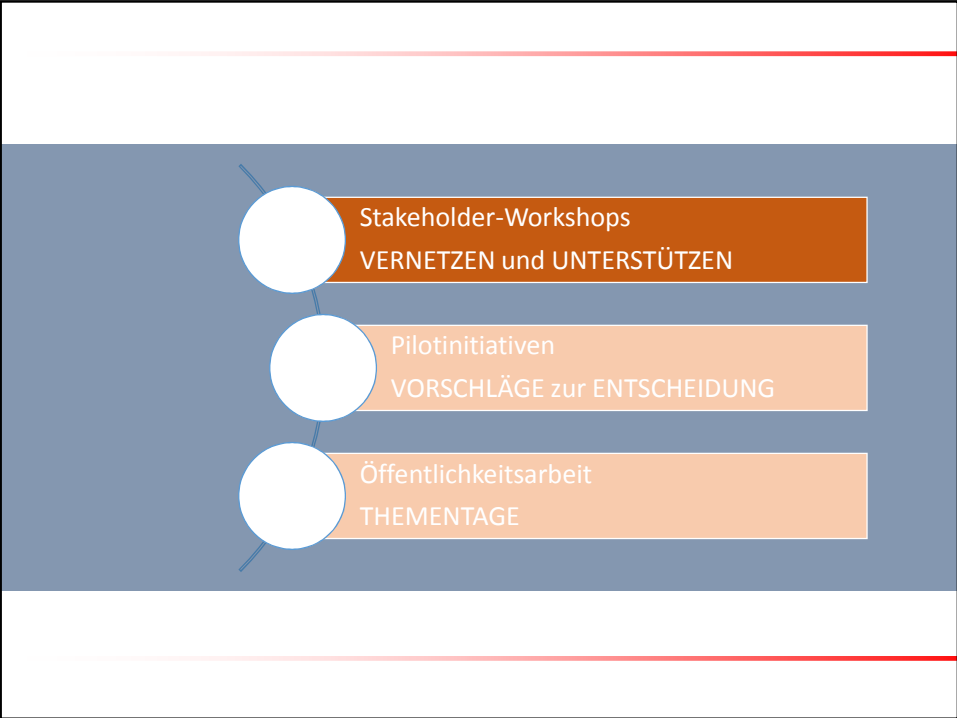 Stakeholder-Workshops
VERNETZEN und UNTERSTÜTZEN
Pilotinitiativen
VORSCHLÄGE zur ENTSCHEIDUNG
Öffentlichkeitsarbeit
THEMENTAGE